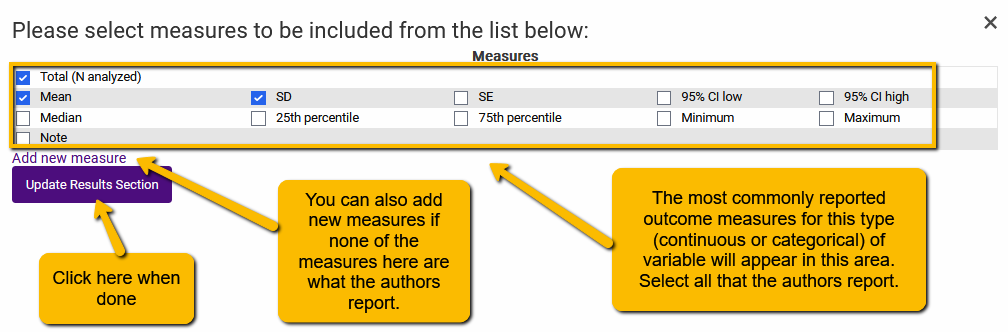 Please select measures to be included from the list below:
Measures
Total (N analyzed)
Mean SD SE 95% CI low 95% CI high
Median 25th percentile 75th percentile Minimum Maximum
Note
Add new measure
Update Results Section
Click here when
done
You can also add
new measures if
none of the
measures here are
what the authors
report.
The most commonly reported
outcome measures for this type
(continuous or categorical) of
variable will appear in this area.
Select all that the authors report.